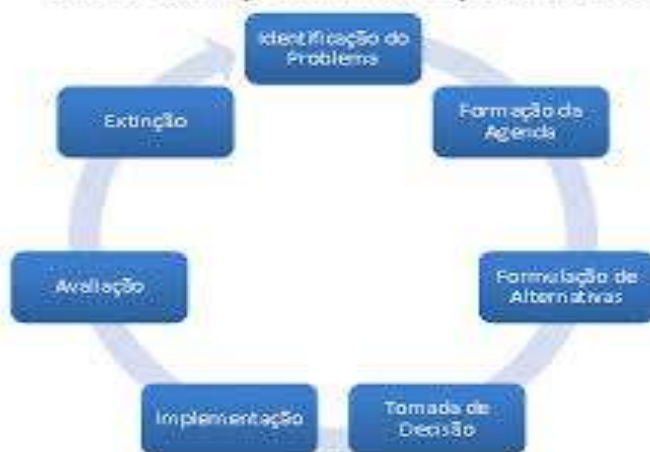 Identificação do
Problema
Formação da
Agenda
Formulação de
Alternativas
Tomada de
Decisão
Implementação
Avaliação
Extinção